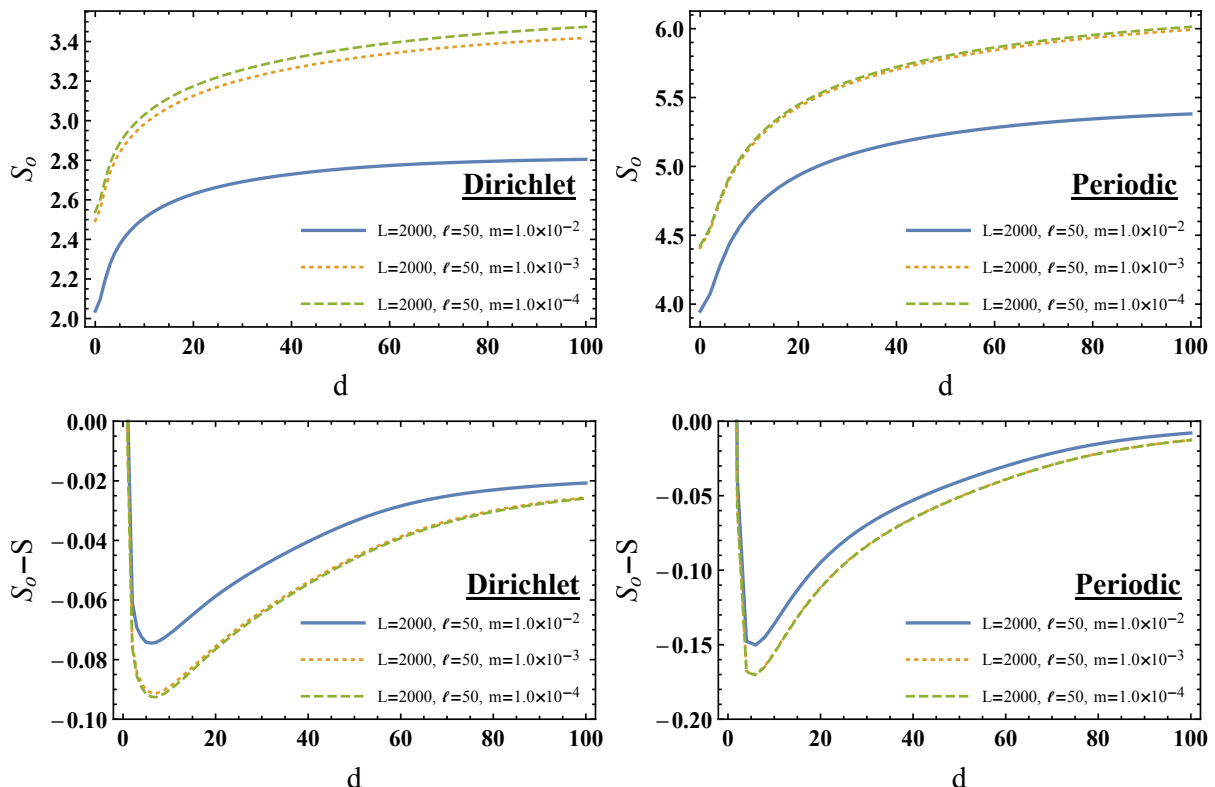 3.4
3.2
3.0
2.8
2.6
2.4
2.2
2.0
S₀
0 20 40 60 80 100
d
Dirichlet
L=2000, ℓ=50, m=1.0×10⁻²
L=2000, ℓ=50, m=1.0×10⁻³
L=2000, ℓ=50, m=1.0×10⁻⁴
6.0
5.5
5.0
4.5
4.0
S₀
0 20 40 60 80 100
d
Periodic
L=2000, ℓ=50, m=1.0×10⁻²
L=2000, ℓ=50, m=1.0×10⁻³
L=2000, ℓ=50, m=1.0×10⁻⁴
0.00
−0.02
−0.04
−0.06
−0.08
−0.10
S₀−S
0 20 40 60 80 100
d
Dirichlet
L=2000, ℓ=50, m=1.0×10⁻²
L=2000, ℓ=50, m=1.0×10⁻³
L=2000, ℓ=50, m=1.0×10⁻⁴
0.00
−0.05
−0.10
−0.15
−0.20
S₀−S
0 20 40 60 80 100
d
Periodic
L=2000, ℓ=50, m=1.0×10⁻²
L=2000, ℓ=50, m=1.0×10⁻³
L=2000, ℓ=50, m=1.0×10⁻⁴